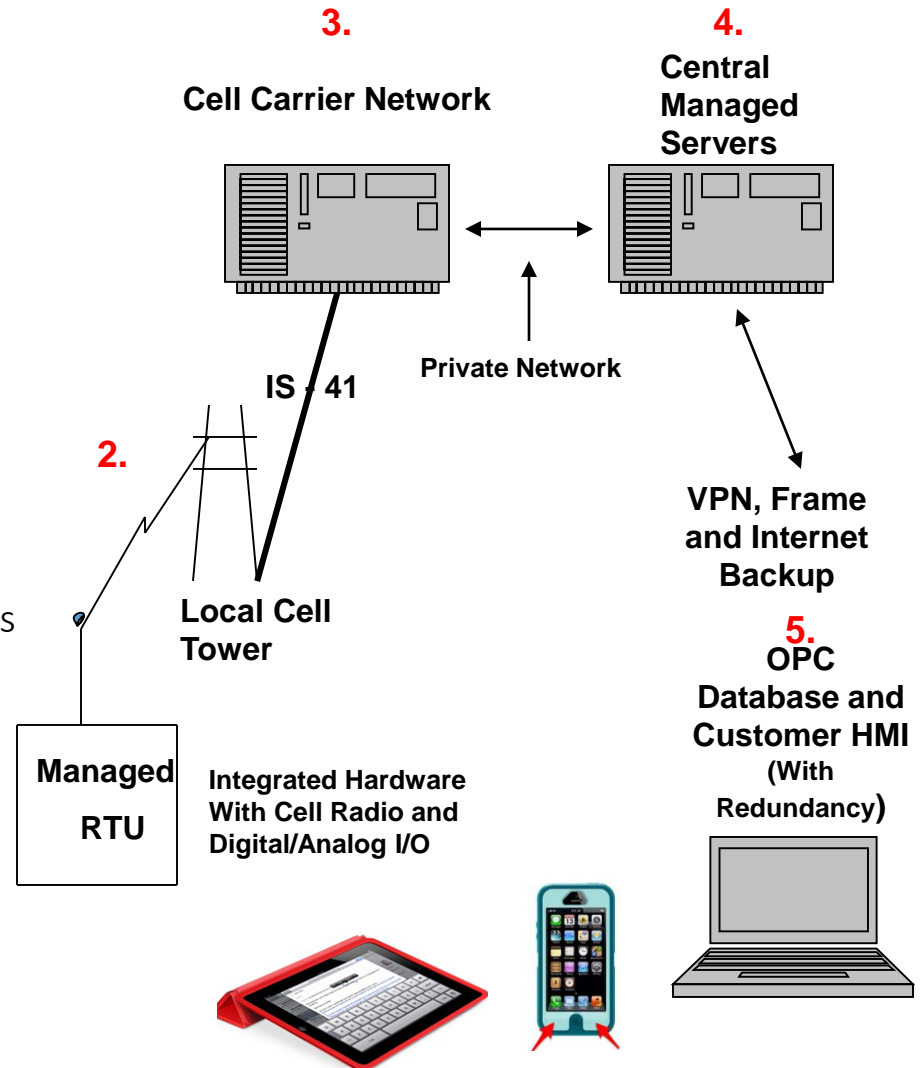 3.
4.
Cell Carrier Network
Central
Managed
Servers
Private Network
IS - 41
2.
VPN, Frame
and Internet
Backup
S
Local Cell
Tower
5.
OPC
Database and
Customer HMI
(With
Redundancy)
Managed
RTU
Integrated Hardware
With Cell Radio and
Digital/Analog I/O